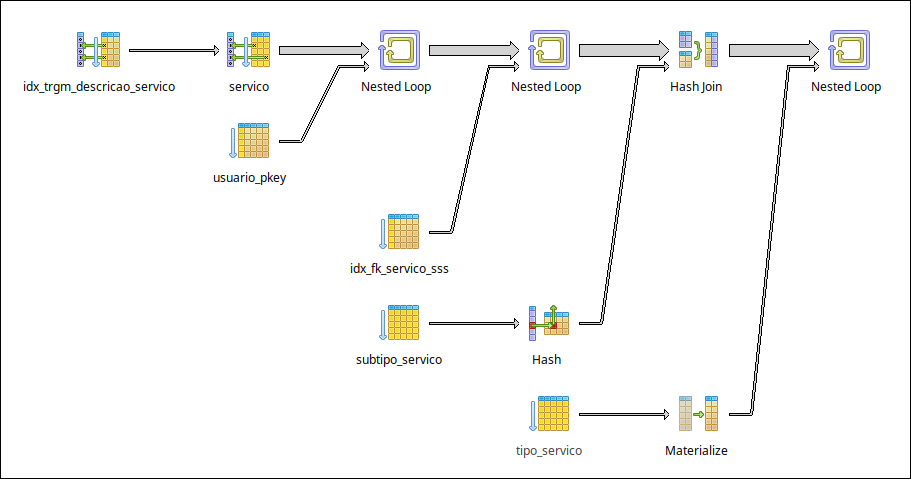 idx_trgm_descricao_servico
servico
Nested Loop
Nested Loop
Hash Join
Nested Loop
usuario_pkey
idx_fk_servico_sss
subtipo_servico
Hash
tipo_servico
Materialize